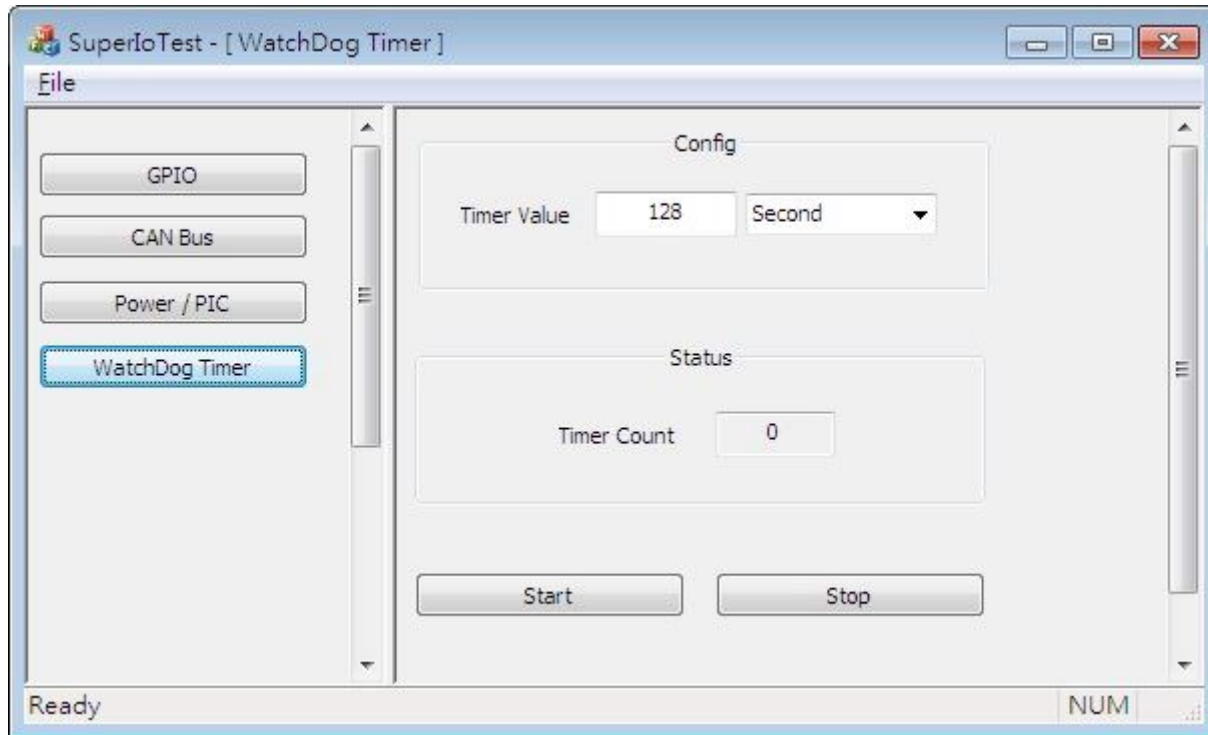 SuperIoTest - [ WatchDog Timer ]
File
GPIO
CAN Bus
Power / PIC
WatchDog Timer
Config
Timer Value 128 Second
Status
Timer Count 0
Start Stop
Ready NUM